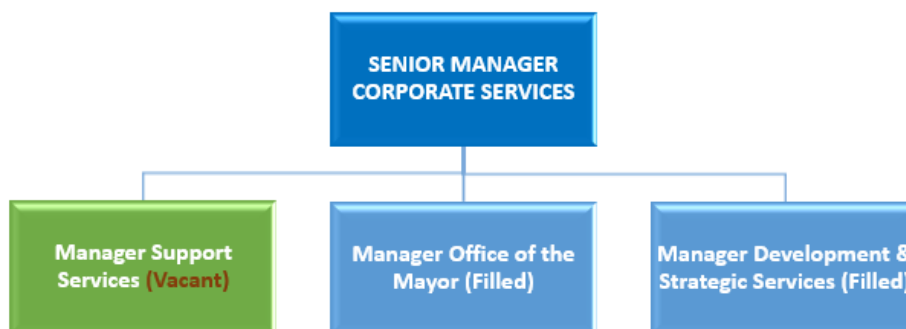 SENIOR MANAGER
CORPORATE SERVICES
Manager Support
Services (Vacant)
Manager Office of the
Mayor (Filled)
Manager Development &
Strategic Services (Filled)